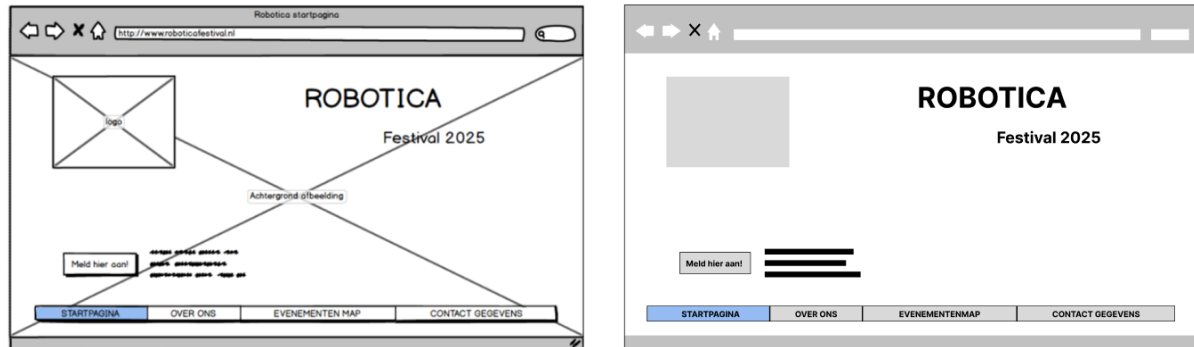 Robotica startpagina
http://www.roboticafestival.nl
logo
ROBOTICA
Festival 2025
Achtergrond afbeelding
Meld hier aan!
STARTPAGINA OVER ONS EVENEMENTEN MAP CONTACT GEGEVENS
ROBOTICA
Festival 2025
Meld hier aan!
STARTPAGINA OVER ONS EVENEMENTENMAP CONTACT GEGEVENS